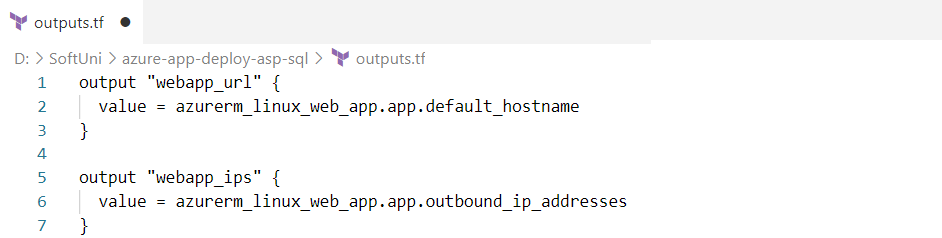 outputs.tf
D: > SoftUni > azure-app-deploy-asp-sql > outputs.tf
1 output "webapp_url" {
2 value = azurerm_linux_web_app.app.default_hostname
3 }
4
5 output "webapp_ips" {
6 value = azurerm_linux_web_app.app.outbound_ip_addresses
7 }